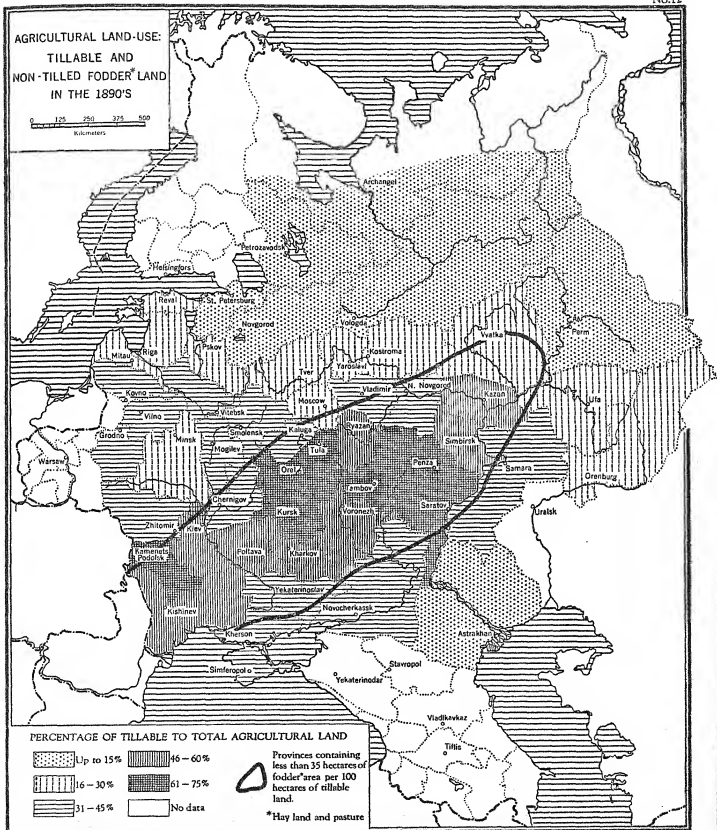 No.12
AGRICULTURAL LAND-USE:
TILLABLE AND
NON-TILLED FODDER* LAND
IN THE 1890'S
0 125 250 375 500
Kilometers
Archangel
Petrozavodsk
Helsingfors
Reval
St. Petersburg
Novgorod
Vologda
Vyatka
Perm
Pskov
Kostroma
Mitau
Riga
Yaroslavl
Tver
N. Novgorod
Kazan
Ufa
Kovno
Vladimir
Moscow
Vitebsk
Vilno
Smolensk
Kaluga
Ryazan
Grodno
Minsk
Simbirsk
Mogilev
Tula
Warsaw
Orel
Penza
Samara
Orenburg
Tambov
Chernigov
Saratov
Kursk
Voronezh
Uralsk
Zhitomir
Kiev
Kamenets
Podolsk
Poltava
Kharkov
Yekaterinoslav
Kishinev
Novocherkassk
Kherson
Astrakhan
Simferopol
Stavropol
Yekaterinodar
Vladikavkaz
Tiflis
PERCENTAGE OF TILLABLE TO TOTAL AGRICULTURAL LAND
Up to 15%
46–60%
16–30%
61–75%
31–45%
No data
Provinces containing
less than 35 hectares of
fodder* area per 100
hectares of tillable
land.
*Hay land and pasture